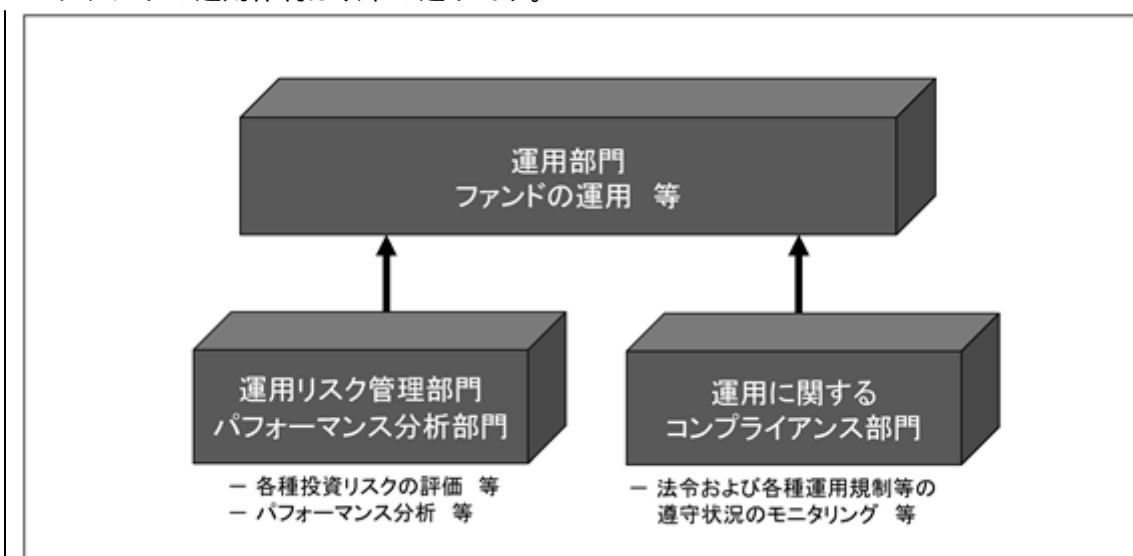 運用部門
ファンドの運用 等
運用リスク管理部門
パフォーマンス分析部門
運用に関する
コンプライアンス部門
－ 各種投資リスクの評価 等
－ パフォーマンス分析 等
－ 法令および各種運用規制等の
遵守状況のモニタリング 等